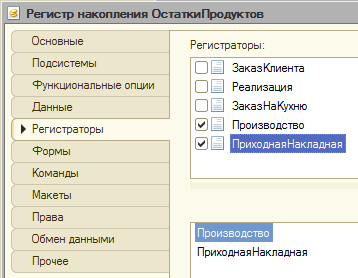 Регистр накопления ОстаткиПродуктов
Основные
Подсистемы
Функциональные опции
Данные
Регистраторы
Формы
Команды
Макеты
Права
Обмен данными
Прочее
Регистраторы:
ЗаказКлиента
Реализация
ЗаказНаКухню
Производство
ПриходнаяНакладная
Производство
ПриходнаяНакладная